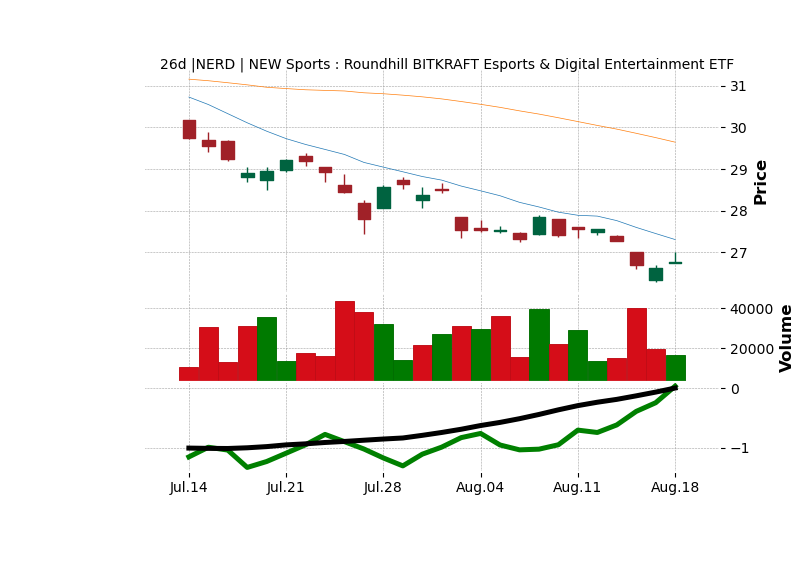 26d |NERD | NEW Sports : Roundhill BITKRAFT Esports & Digital Entertainment ETF
31
30
29
28
27
Price
40000
20000
Volume
0
−1
Jul.14 Jul.21 Jul.28 Aug.04 Aug.11 Aug.18